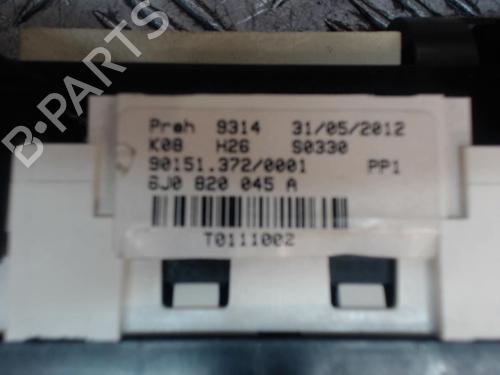 B-PARTS
Preh 9314 31/05/2012
K08 H26 S0330
90151.372/0001 PP1
6J0 820 045 A
T0111002